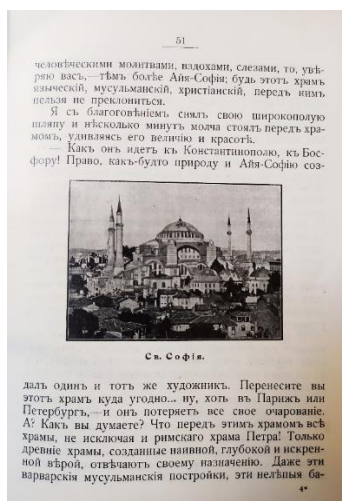 51
человѣческими молитвами, вздохами, слезами, то, увѣ-
ряю васъ,—тѣмъ болѣе Айя-Софія; будь этотъ храмъ
языческій, мусульманскій, христіанскій, передъ нимъ
нельзя не преклониться.
Я съ благоговѣніемъ снялъ свою широкополую
шляпу и нѣсколько минутъ молча стоялъ передъ хра-
момъ, удивляясь его величію и красотѣ.
— Какъ онъ идетъ къ Константинополю, къ Бос-
фору! Право, какъ-будто природу и Айя-Софію соз-
Св. Софія.
далъ одинъ и тотъ же художникъ. Перенесите вы
этотъ храмъ куда угодно... ну, хоть въ Парижъ или
Петербургъ,—и онъ потеряетъ все свое очарованіе.
А? Какъ вы думаете? Что передъ этимъ храмомъ всѣ
храмы, не исключая и римскаго храма Петра! Только
древніе храмы, созданные наивной, глубокой и искрен-
ной вѣрой, отвѣчаютъ своему назначенію. Даже эти
варварскія мусульманскія постройки, эти нелѣпыя ба-
4*